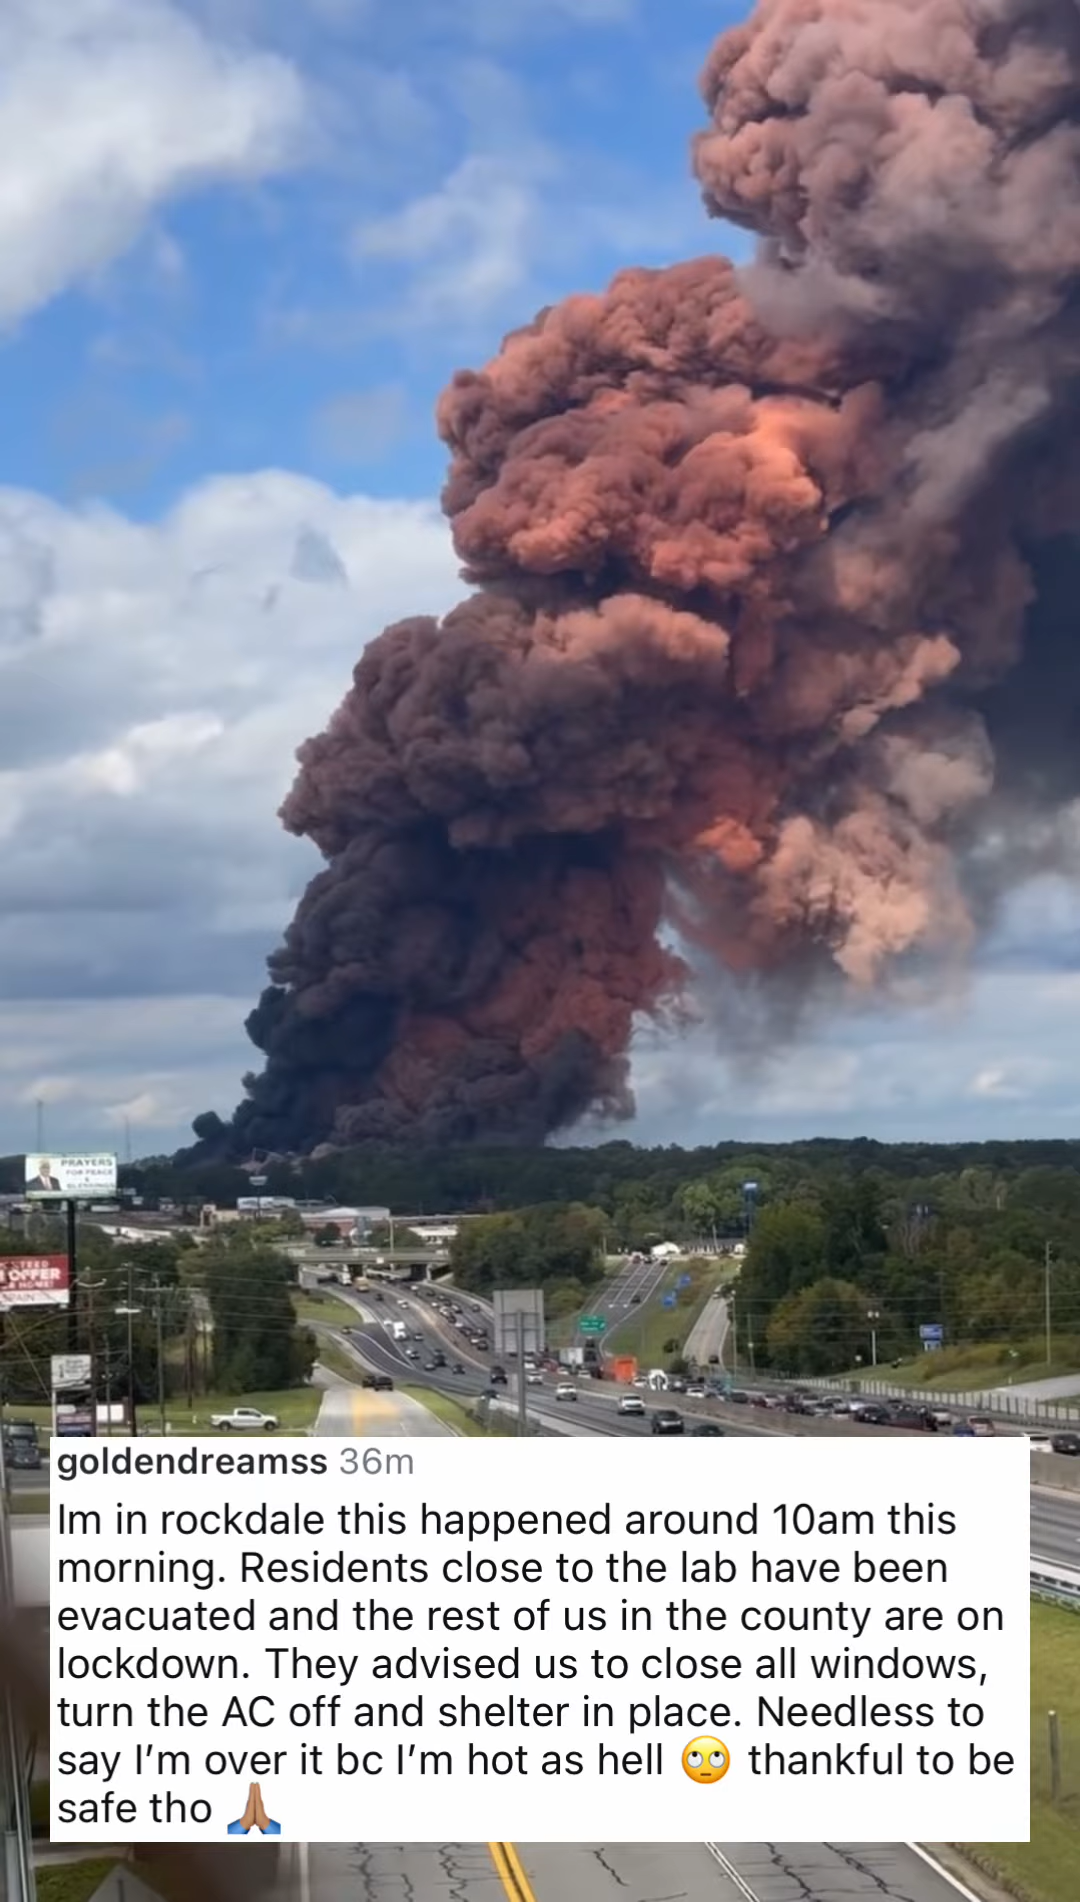 PRAYERS
FOR PEACE
&
BLESSINGS
OFFER
goldendreamss 36m
Im in rockdale this happened around 10am this
morning. Residents close to the lab have been
evacuated and the rest of us in the county are on
lockdown. They advised us to close all windows,
turn the AC off and shelter in place. Needless to
say I’m over it bc I’m hot as hell 🙄 thankful to be
safe tho 🙏🏽